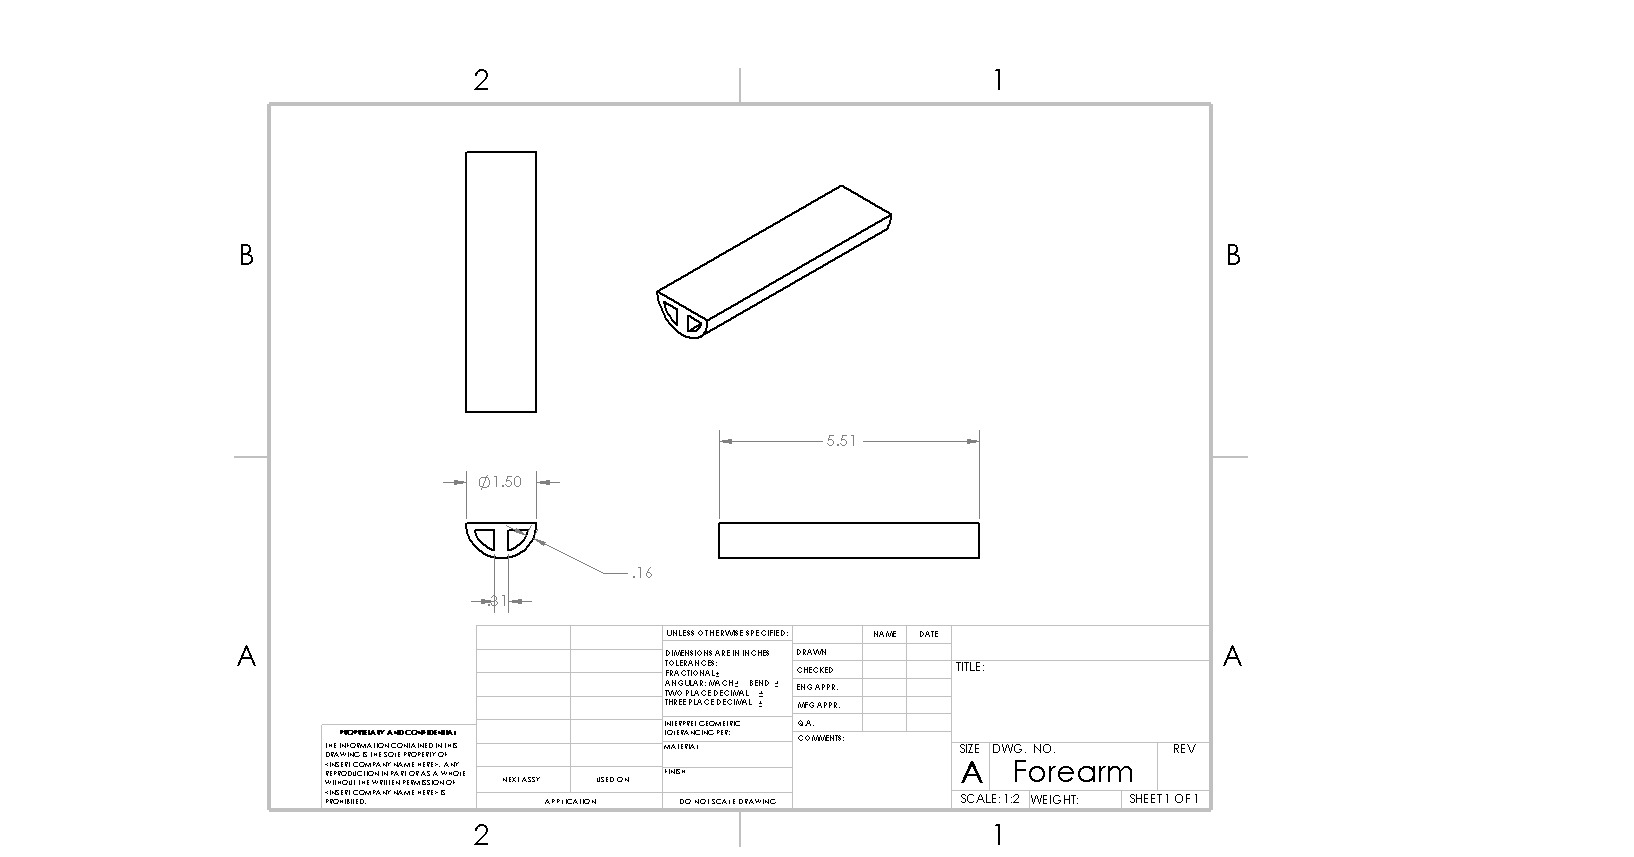 2 1
B B
5.51
Ø1.50
.16
.31
A A
UNLESS OTHERWISE SPECIFIED:
NAME DATE
DIMENSIONS ARE IN INCHES
TOLERANCES:
FRACTIONAL±
ANGULAR: MACH± BEND ±
TWO PLACE DECIMAL ±
THREE PLACE DECIMAL ±
DRAWN
CHECKED
ENG APPR.
MFG APPR.
INTERPRET GEOMETRIC
TOLERANCING PER:
Q.A.
COMMENTS:
MATERIAL
FINISH
TITLE:
PROPRIETARY AND CONFIDENTIAL
THE INFORMATION CONTAINED IN THIS
DRAWING IS THE SOLE PROPERTY OF
<INSERT COMPANY NAME HERE>. ANY
REPRODUCTION IN PART OR AS A WHOLE
WITHOUT THE WRITTEN PERMISSION OF
<INSERT COMPANY NAME HERE> IS
PROHIBITED.
NEXT ASSY USED ON
APPLICATION
DO NOT SCALE DRAWING
SIZE DWG. NO. REV
A Forearm
SCALE: 1:2 WEIGHT: SHEET 1 OF 1
2 1